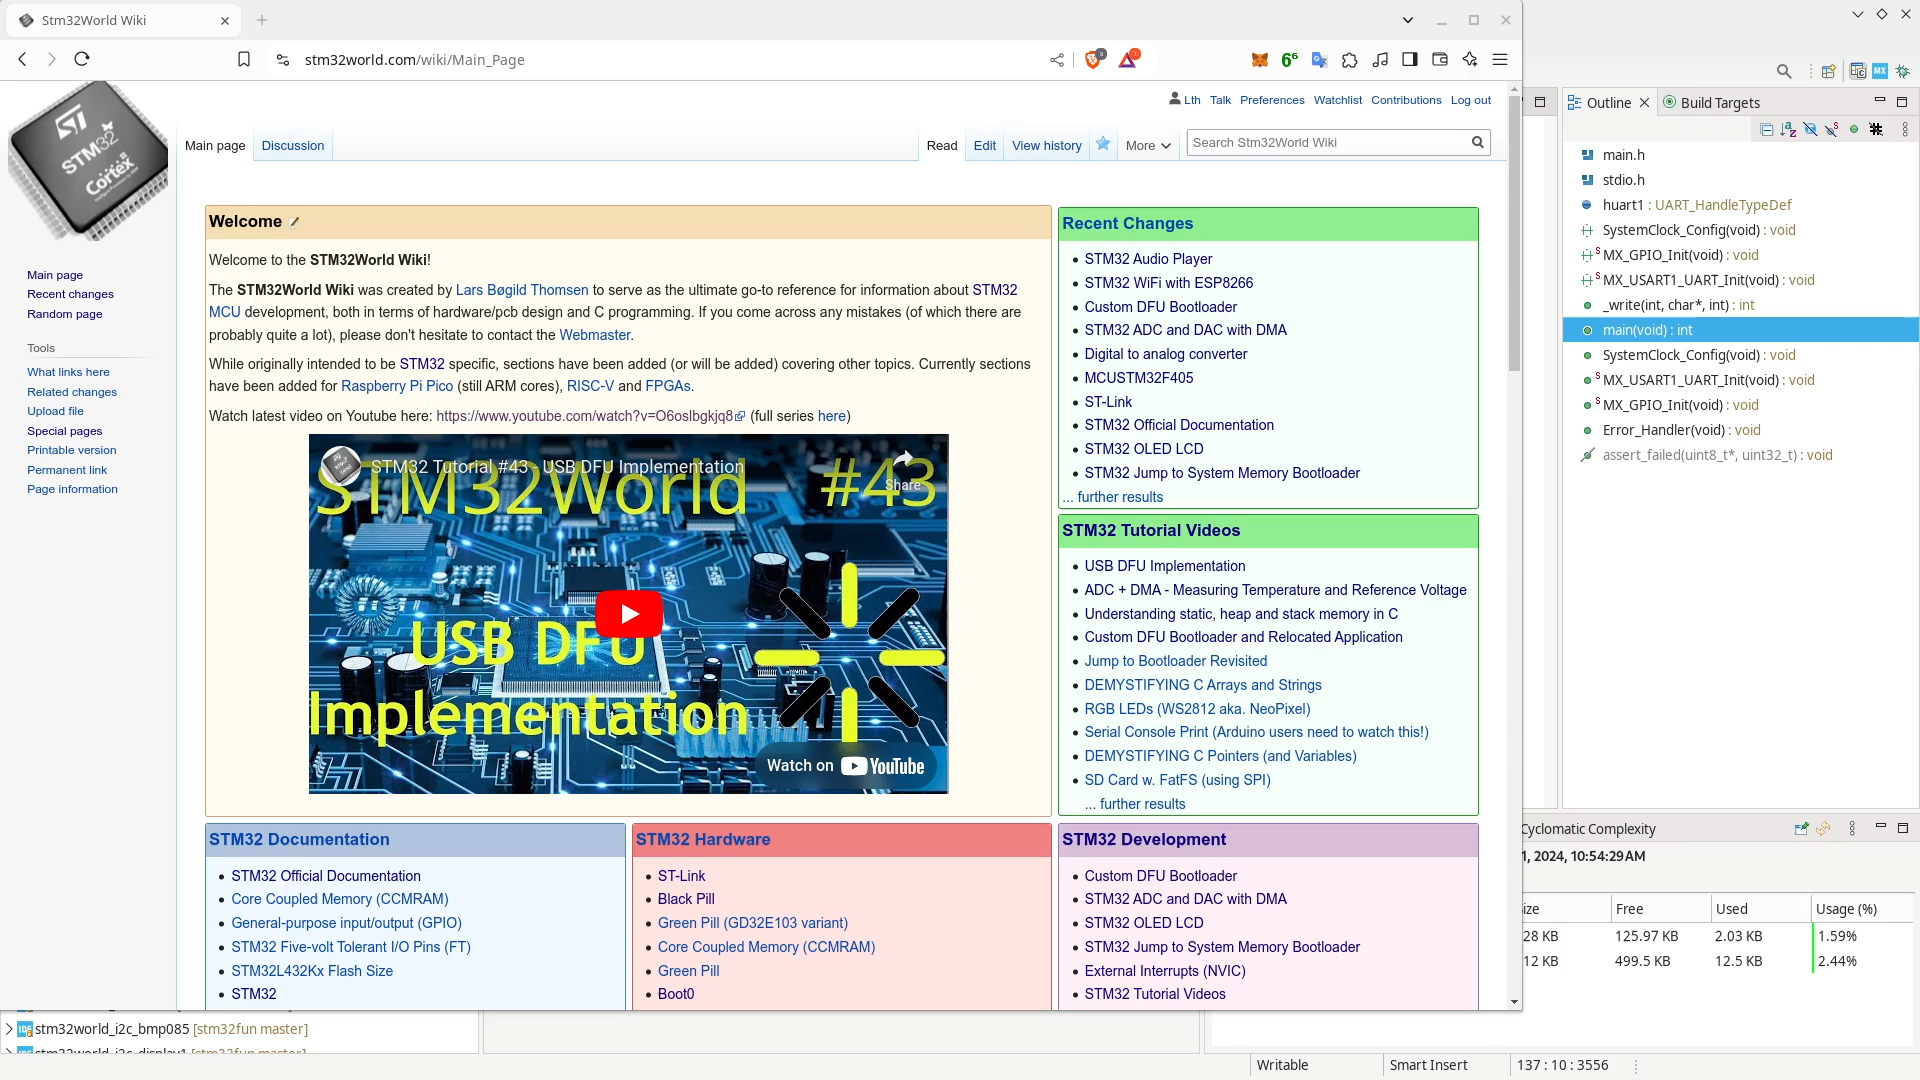 Stm32World Wiki
stm32world.com/wiki/Main_Page
Lth Talk Preferences Watchlist Contributions Log out
Main page Discussion Read Edit View history More Search Stm32World Wiki
ST
STM32
Cortex
Main page
Recent changes
Random page
Tools
What links here
Related changes
Upload file
Special pages
Printable version
Permanent link
Page information
Welcome
Welcome to the STM32World Wiki!
The STM32World Wiki was created by Lars Bøgild Thomsen to serve as the ultimate go-to reference for information about STM32
MCU development, both in terms of hardware/pcb design and C programming. If you come across any mistakes (of which there are
probably quite a lot), please don't hesitate to contact the Webmaster.
While originally intended to be STM32 specific, sections have been added (or will be added) covering other topics. Currently sections
have been added for Raspberry Pi Pico (still ARM cores), RISC-V and FPGAs.
Watch latest video on Youtube here: https://www.youtube.com/watch?v=O6oslbgkjq8 (full series here)
STM32 Tutorial #43 - USB DFU Implementation
Share
STM32World #43
USB DFU
Implementation
Watch on YouTube
Recent Changes
STM32 Audio Player
STM32 WiFi with ESP8266
Custom DFU Bootloader
STM32 ADC and DAC with DMA
Digital to analog converter
MCUSTM32F405
ST-Link
STM32 Official Documentation
STM32 OLED LCD
STM32 Jump to System Memory Bootloader
... further results
STM32 Tutorial Videos
USB DFU Implementation
ADC + DMA - Measuring Temperature and Reference Voltage
Understanding static, heap and stack memory in C
Custom DFU Bootloader and Relocated Application
Jump to Bootloader Revisited
DEMYSTIFYING C Arrays and Strings
RGB LEDs (WS2812 aka. NeoPixel)
Serial Console Print (Arduino users need to watch this!)
DEMYSTIFYING C Pointers (and Variables)
SD Card w. FatFS (using SPI)
... further results
STM32 Documentation
STM32 Official Documentation
Core Coupled Memory (CCMRAM)
General-purpose input/output (GPIO)
STM32 Five-volt Tolerant I/O Pins (FT)
STM32L432Kx Flash Size
STM32
STM32 Hardware
ST-Link
Black Pill
Green Pill (GD32E103 variant)
Core Coupled Memory (CCMRAM)
Green Pill
Boot0
STM32 Development
Custom DFU Bootloader
STM32 ADC and DAC with DMA
STM32 OLED LCD
STM32 Jump to System Memory Bootloader
External Interrupts (NVIC)
STM32 Tutorial Videos
MX
Outline Build Targets
main.h
stdio.h
huart1 : UART_HandleTypeDef
SystemClock_Config(void) : void
MX_GPIO_Init(void) : void
MX_USART1_UART_Init(void) : void
_write(int, char*, int) : int
main(void) : int
SystemClock_Config(void) : void
MX_USART1_UART_Init(void) : void
MX_GPIO_Init(void) : void
Error_Handler(void) : void
assert_failed(uint8_t*, uint32_t) : void
Cyclomatic Complexity
1, 2024, 10:54:29 AM
ize Free Used Usage (%)
28 KB 125.97 KB 2.03 KB 1.59%
12 KB 499.5 KB 12.5 KB 2.44%
stm32world_i2c_bmp085 [stm32fun master]
stm32world_i2c_display1 [stm32fun master]
Writable Smart Insert 137 : 10 : 3556